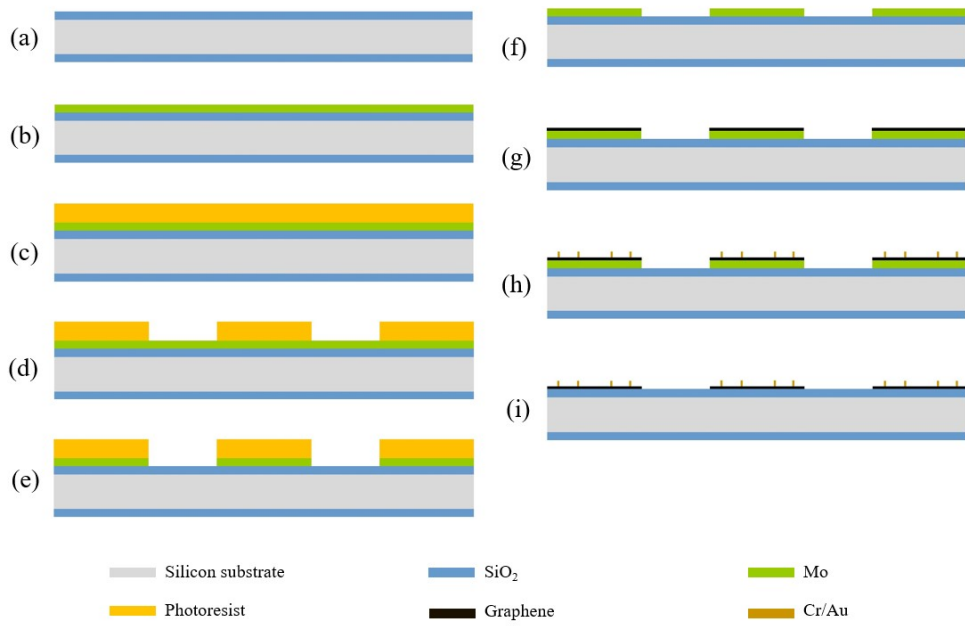 (a)
(b)
(c)
(d)
(e)
(f)
(g)
(h)
(i)
Silicon substrate
SiO₂
Mo
Photoresist
Graphene
Cr/Au